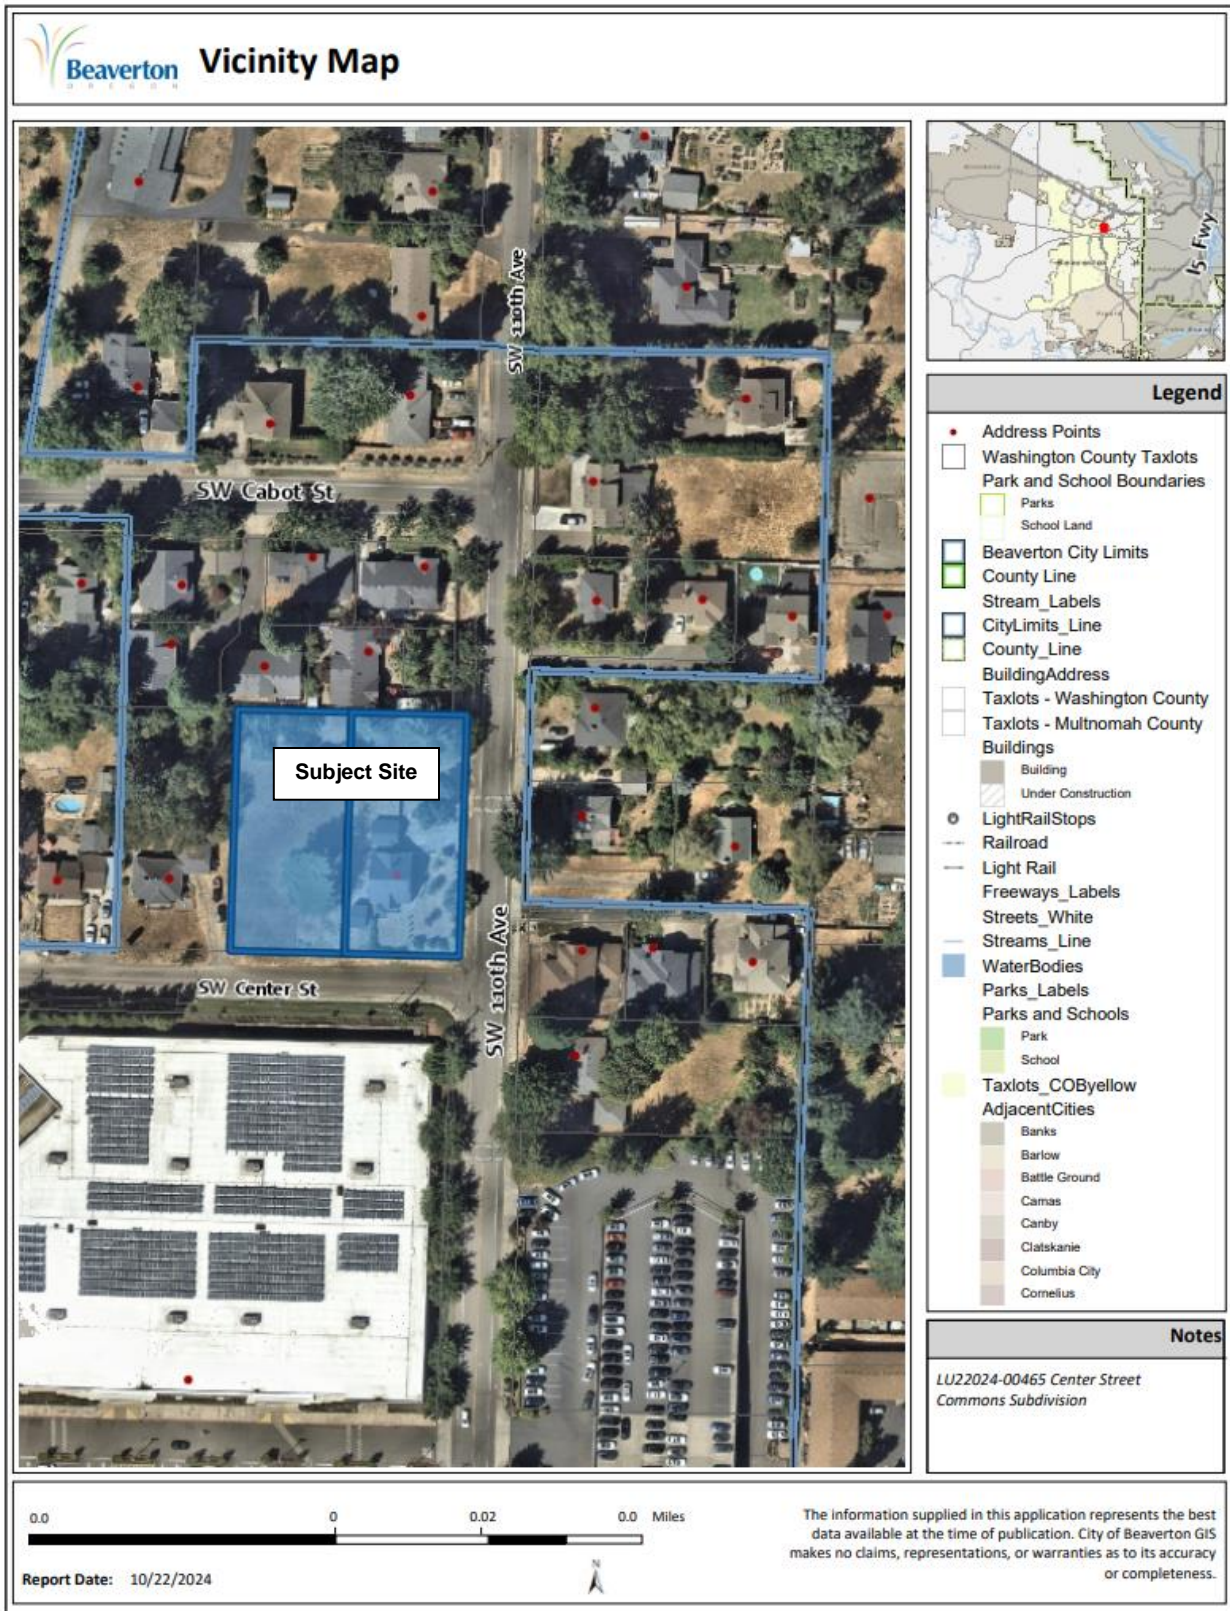 Beaverton
OREGON
Vicinity Map
SW 110th Ave
SW Cabot St
Subject Site
SW 110th Ave
SW Center St
Beaverton
I5 Fwy
Legend
Address Points
Washington County Taxlots
Park and School Boundaries
Parks
School Land
Beaverton City Limits
County Line
Stream_Labels
CityLimits_Line
County_Line
BuildingAddress
Taxlots - Washington County
Taxlots - Multnomah County
Buildings
Building
Under Construction
LightRailStops
Railroad
Light Rail
Freeways_Labels
Streets_White
Streams_Line
WaterBodies
Parks_Labels
Parks and Schools
Park
School
Taxlots_COByellow
AdjacentCities
Banks
Barlow
Battle Ground
Camas
Canby
Clatskanie
Columbia City
Cornelius
Notes
LU22024-00465 Center Street
Commons Subdivision
0.0 0 0.02 0.0 Miles
Report Date: 10/22/2024
N
The information supplied in this application represents the best
data available at the time of publication. City of Beaverton GIS
makes no claims, representations, or warranties as to its accuracy
or completeness.